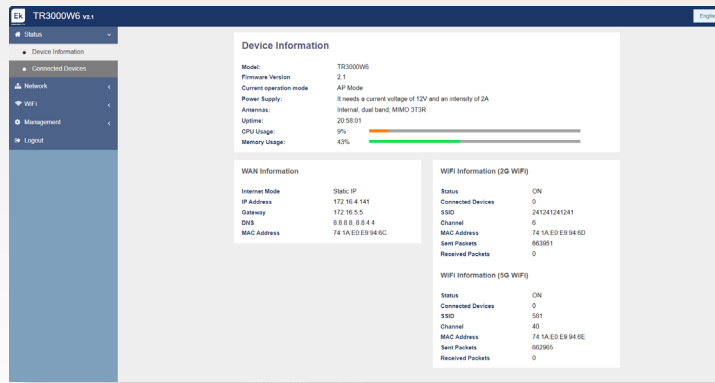 Ek TR3000W6 v2.1
Status
Device Information
Connected Devices
Network
WiFi
Management
Logout
Device Information
Model: TR3000W6
Firmware Version 2.1
Current operation mode AP Mode
Power Supply: It needs a current voltage of 12V and an intensity of 2A
Antennas: Internal, dual band, MIMO 3T3R
Uptime: 20:58:01
CPU Usage: 9%
Memory Usage: 43%
WAN Information
Internet Mode Static IP
IP Address 172.16.4.141
Gateway 172.16.5.5
DNS 8.8.8.8, 8.8.4.4
MAC Address 74:1A:E0:E9:94:6C
WIFI Information (2G WIFI)
Status ON
Connected Devices 0
SSID 241241241241
Channel 6
MAC Address 74:1A:E0:E9:94:6D
Sent Packets 663951
Received Packets 0
WIFI Information (5G WIFI)
Status ON
Connected Devices 0
SSID 581
Channel 40
MAC Address 74:1A:E0:E9:94:6E
Sent Packets 662965
Received Packets 0